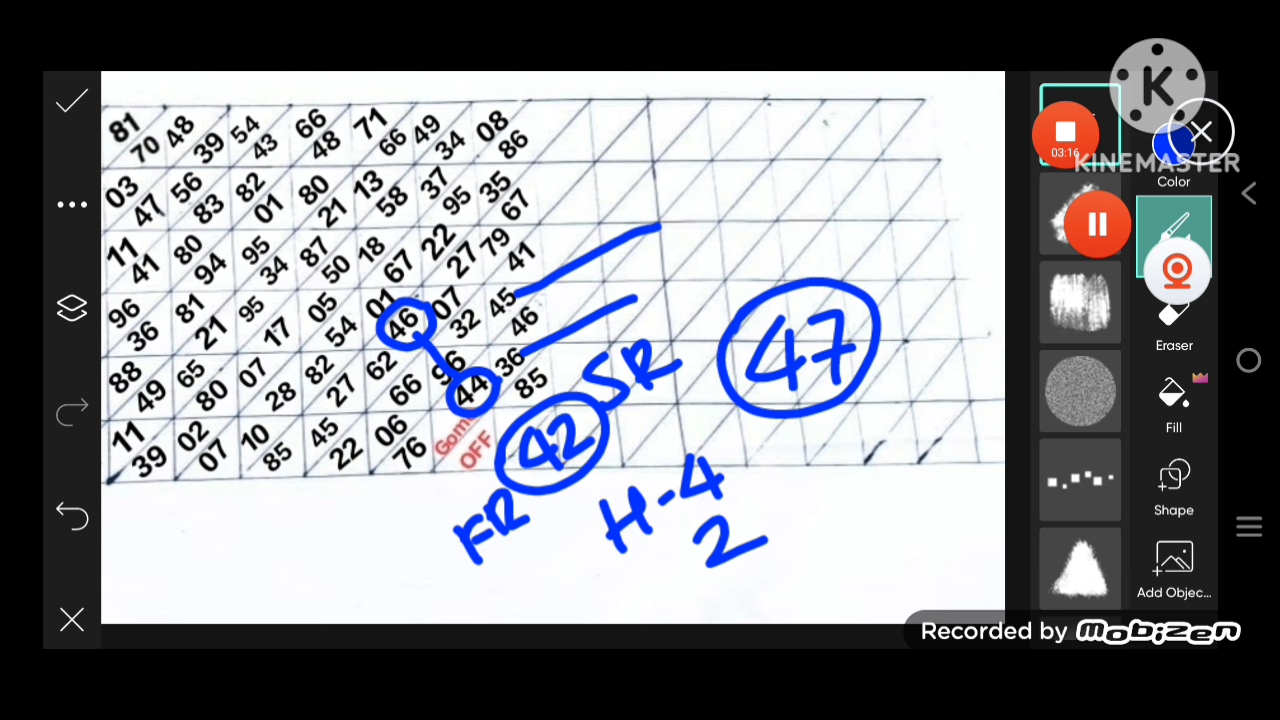 81 48 54 66 71 49 08
70 39 43 48 66 34 86
03 56 82 80 13 37 35
47 83 01 21 58 95 67
11 80 95 87 18 22 79
41 94 34 50 67 27 41
96 81 95 05 01 07 45
36 21 17 54 46 32 46
88 65 07 82 62 96 36
49 80 28 27 66 44 85
11 02 10 45 06 Gome
39 07 85 22 76 OFF
42 SR
47
FR
H-4
2
K
KINEMASTER
03:16
Color
Eraser
Fill
Shape
Add Objec...
Recorded by MOBIZEN